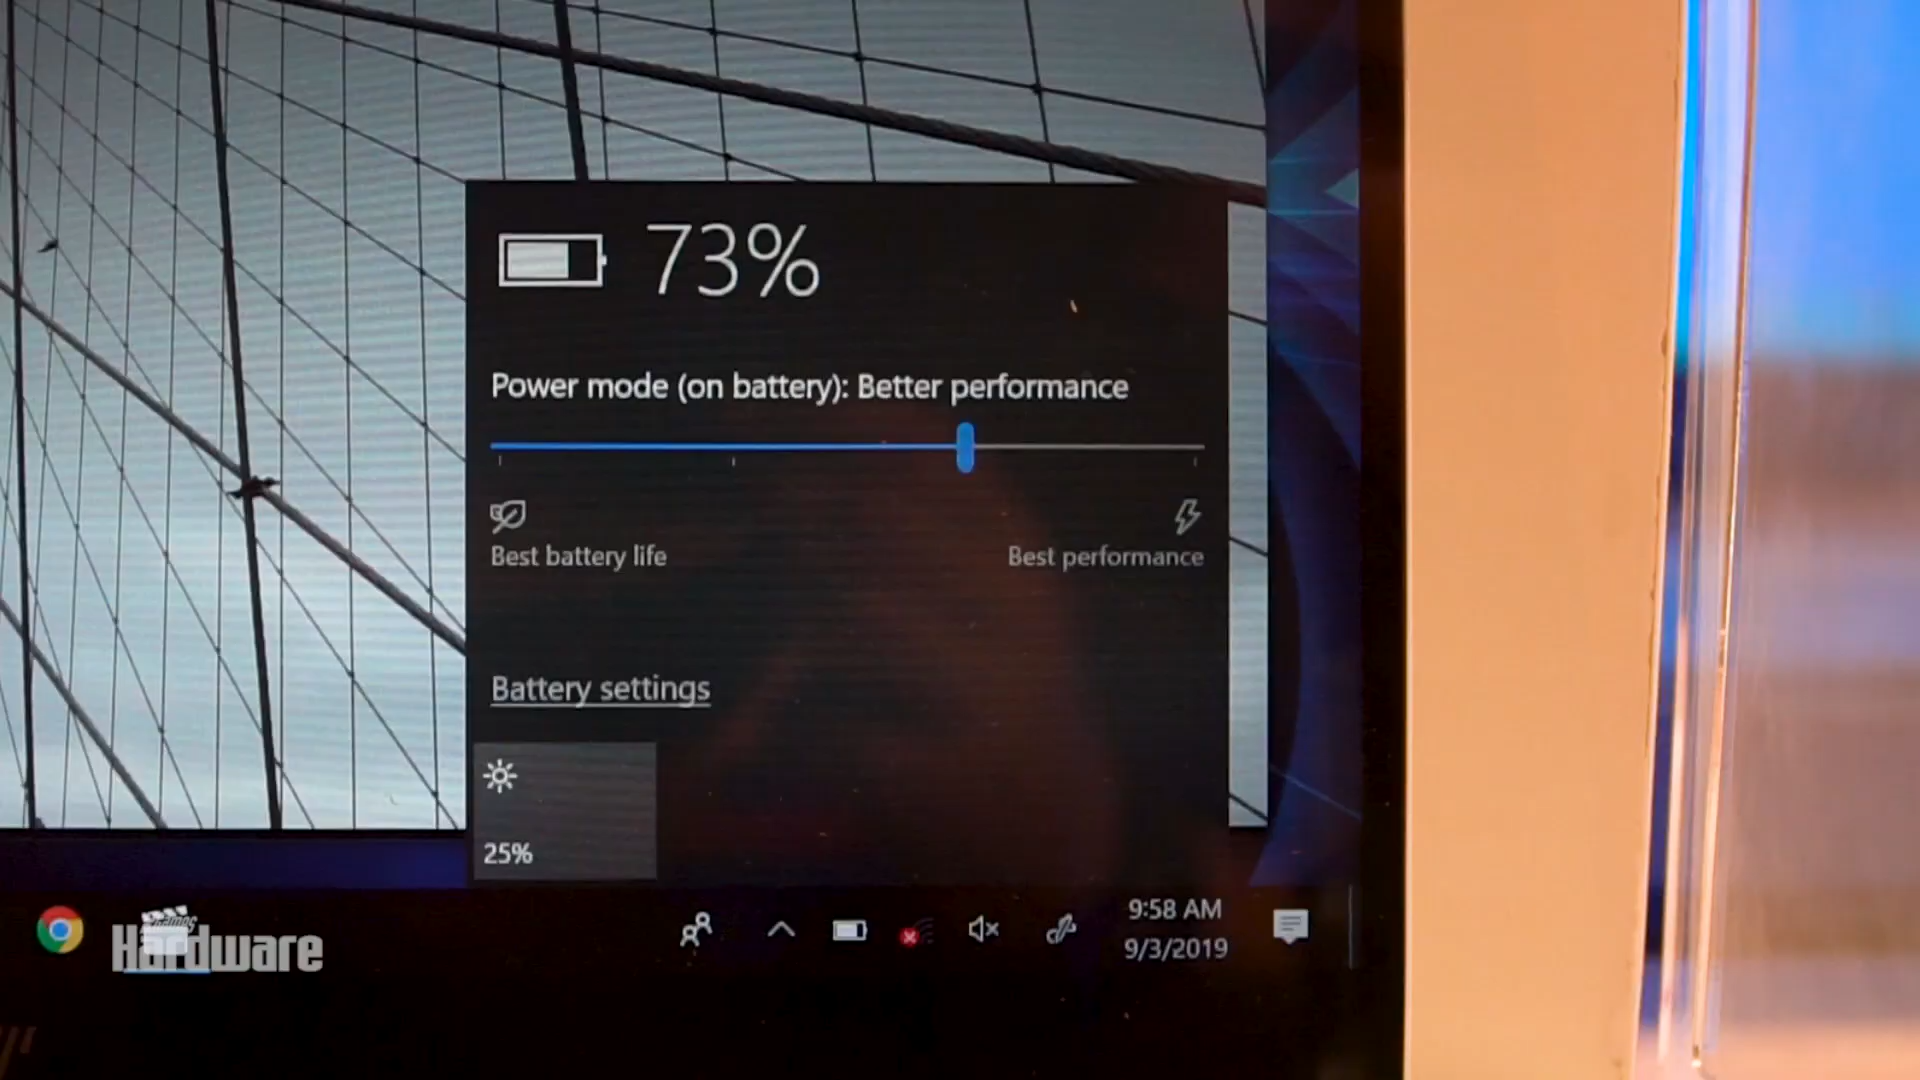 73%
Power mode (on battery): Better performance
Best battery life
Best performance
Battery settings
25%
9:58 AM
9/3/2019
Hardware